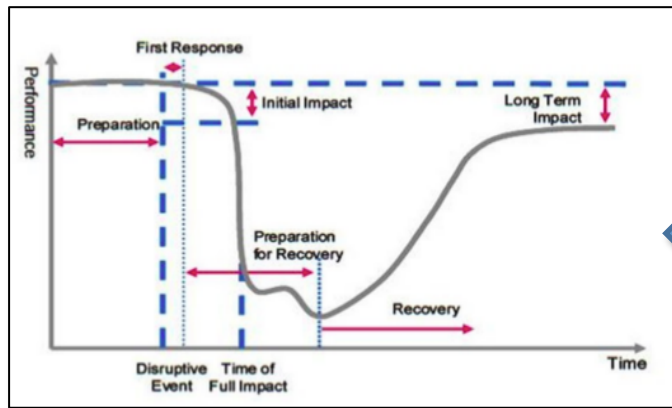 First Response
Performance
Initial Impact
Long Term
Impact
Preparation
Preparation
for Recovery
Recovery
Time
Disruptive
Event
Time of
Full Impact